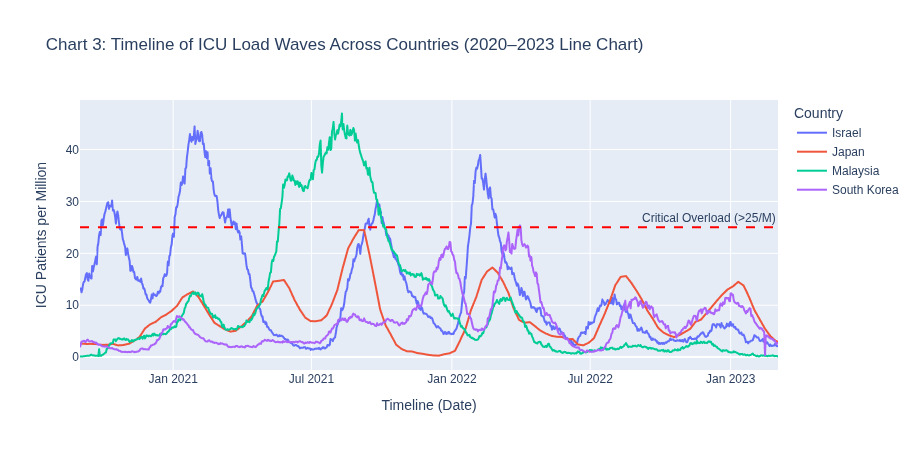 Chart 3: Timeline of ICU Load Waves Across Countries (2020–2023 Line Chart)
Country
Israel
Japan
Malaysia
South Korea
Critical Overload (>25/M)
ICU Patients per Million
40
30
20
10
0
Jan 2021
Jul 2021
Jan 2022
Jul 2022
Jan 2023
Timeline (Date)